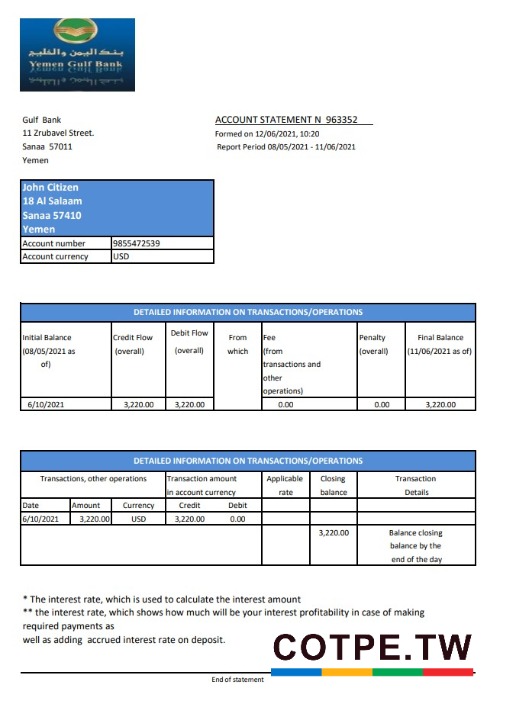 بنك اليمن والخليج
Yemen Gulf Bank
Gulf Bank
11 Zrubavel Street.
Sanaa 57011
Yemen
ACCOUNT STATEMENT N 963352
Formed on 12/06/2021, 10:20
Report Period 08/05/2021 - 11/06/2021
John Citizen
18 Al Salaam
Sanaa 57410
Yemen
Account number 9855472539
Account currency USD
DETAILED INFORMATION ON TRANSACTIONS/OPERATIONS
Initial Balance
(08/05/2021 as
of)
Credit Flow
(overall)
Debit Flow
(overall)
From
which
Fee
(from
transactions and
other
operations)
Penalty
(overall)
Final Balance
(11/06/2021 as of)
6/10/2021 3,220.00 3,220.00 0.00 0.00 3,220.00
DETAILED INFORMATION ON TRANSACTIONS/OPERATIONS
Transactions, other operations
Transaction amount
in account currency
Applicable
rate
Closing
balance
Transaction
Details
Date Amount Currency Credit Debit
6/10/2021 3,220.00 USD 3,220.00 0.00
3,220.00
Balance closing
balance by the
end of the day
* The interest rate, which is used to calculate the interest amount
** the interest rate, which shows how much will be your interest profitability in case of making
required payments as
well as adding accrued interest rate on deposit.
COTPE.TW
End of statement